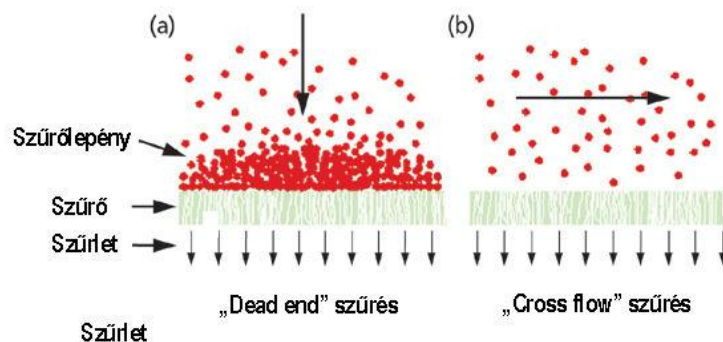 (a)
(b)
Szűrőlepény
Szűrő
Szűrlet
„Dead end” szűrés
„Cross flow” szűrés
Szűrlet